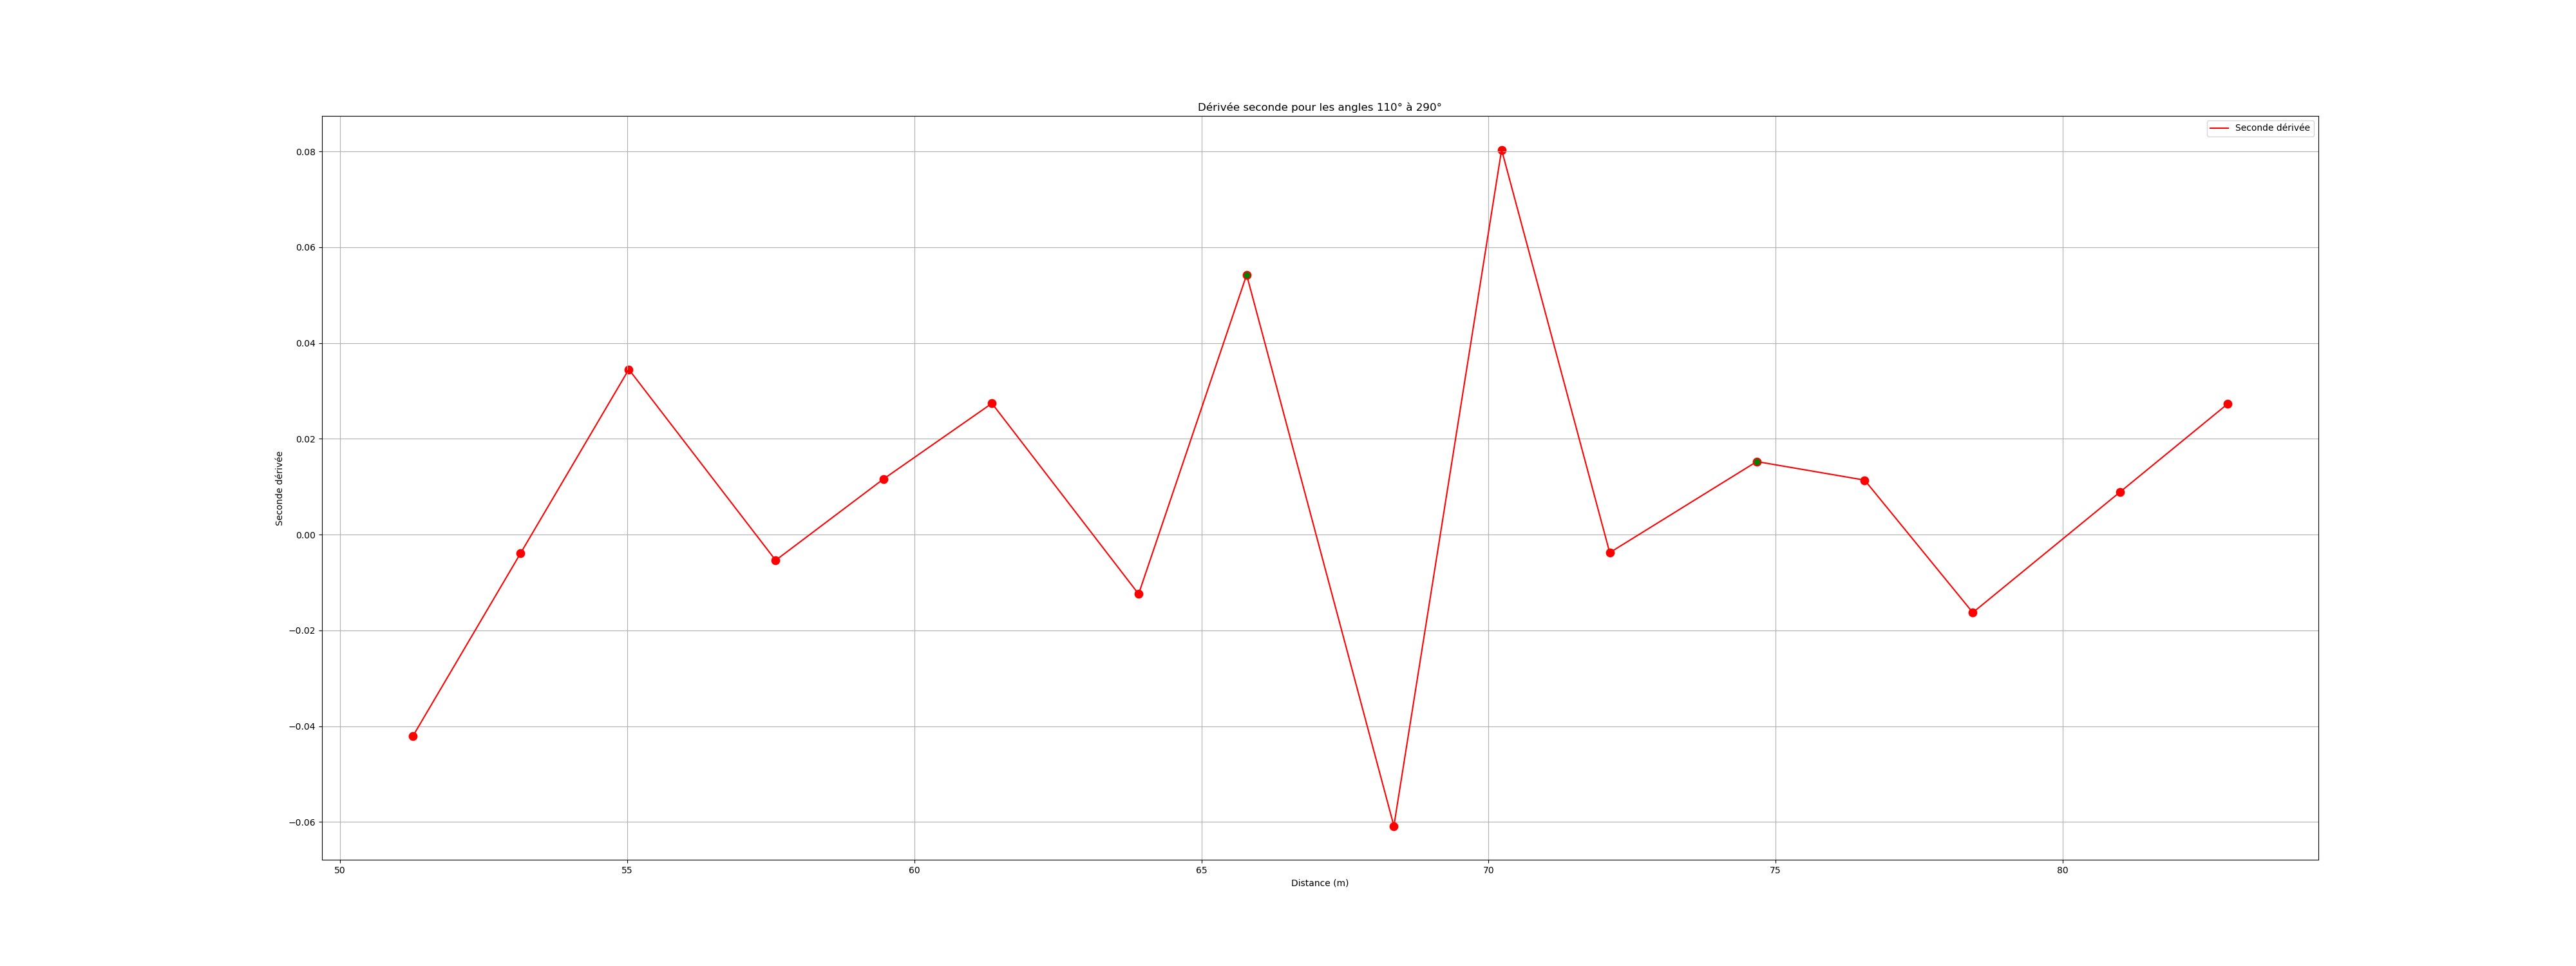 Dérivée seconde pour les angles 110° à 290°
Seconde dérivée
0.08
0.06
0.04
0.02
0.00
−0.02
−0.04
−0.06
Seconde dérivée
50 55 60 65 70 75 80
Distance (m)